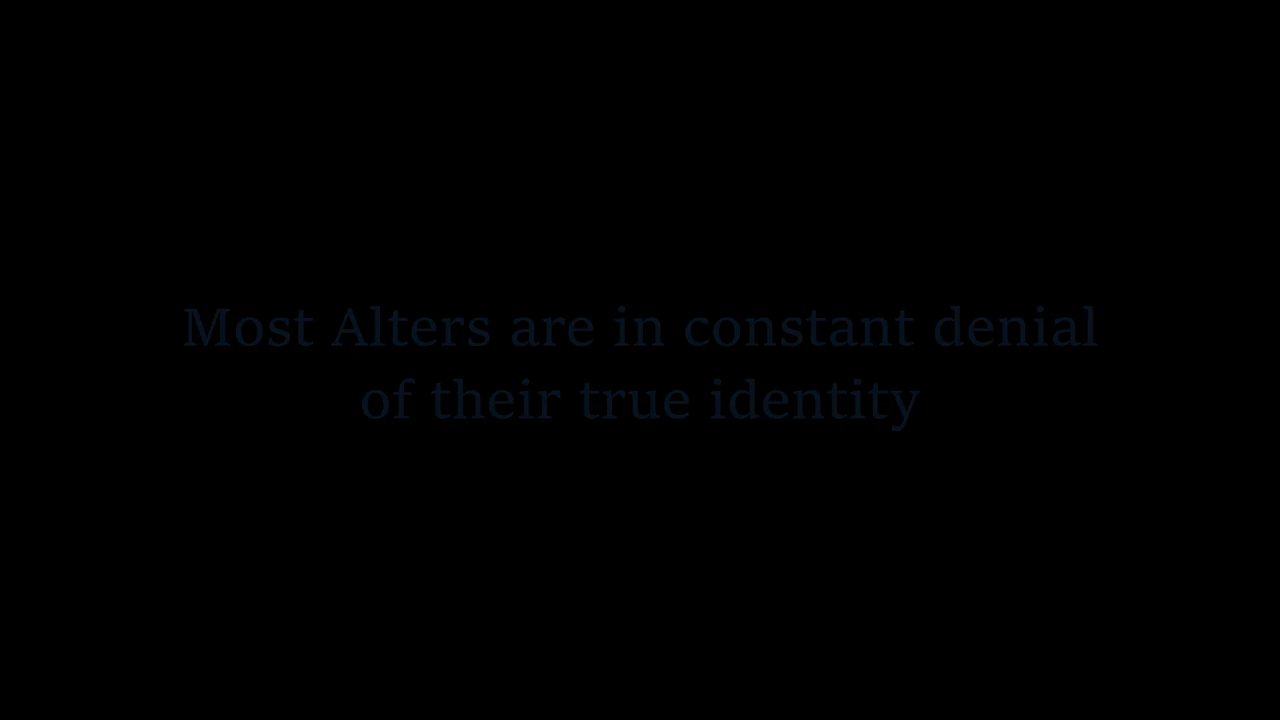 Most Alters are in constant denial
of their true identity